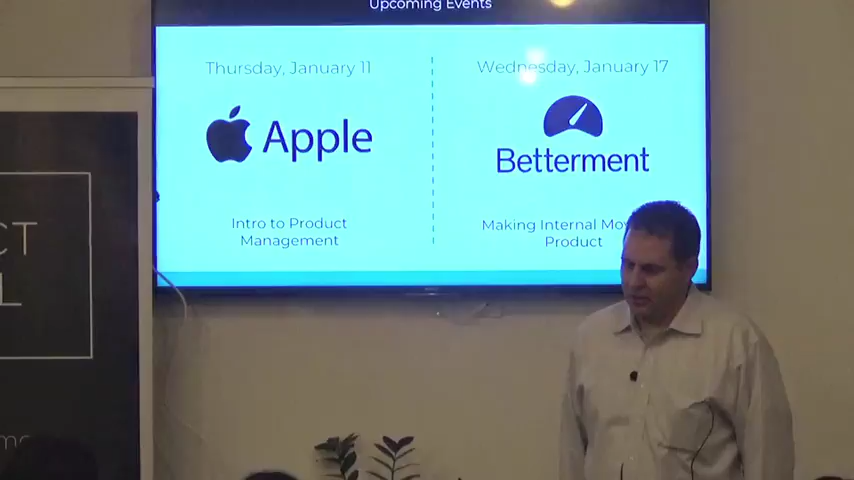 Upcoming Events
Thursday, January 11
Wednesday, January 17
Apple
Betterment
Intro to Product
Management
Making Internal
Product
CT
L